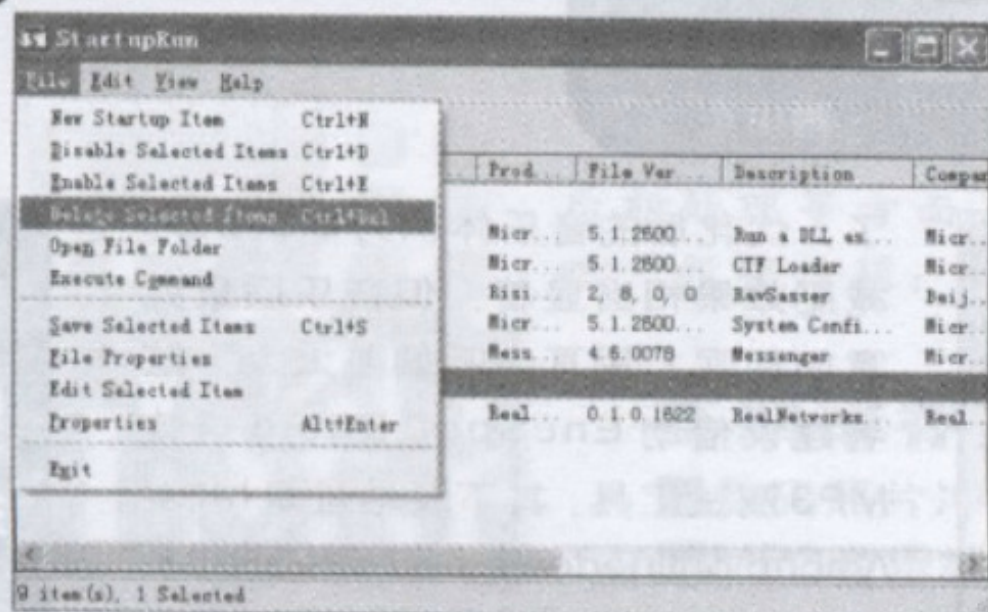 StartupRun
File Edit View Help
New Startup Item Ctrl+N
Disable Selected Items Ctrl+D
Enable Selected Items Ctrl+E
Delete Selected Items Ctrl+Del
Open File Folder
Execute Command
Save Selected Items Ctrl+S
File Properties
Edit Selected Item
Properties Alt+Enter
Exit
... Prod... File Ver... Description Compan
Micr... 5.1.2600... Run a DLL as... Micr...
Micr... 5.1.2600... CTF Loader Micr...
Risi... 2, 8, 0, 0 RavSasser Beij...
Micr... 5.1.2600... System Confi... Micr...
Mess... 4.6.0078 Messenger Micr...
Real... 0.1.0.1622 RealNetworks... Real...
9 item(s), 1 Selected